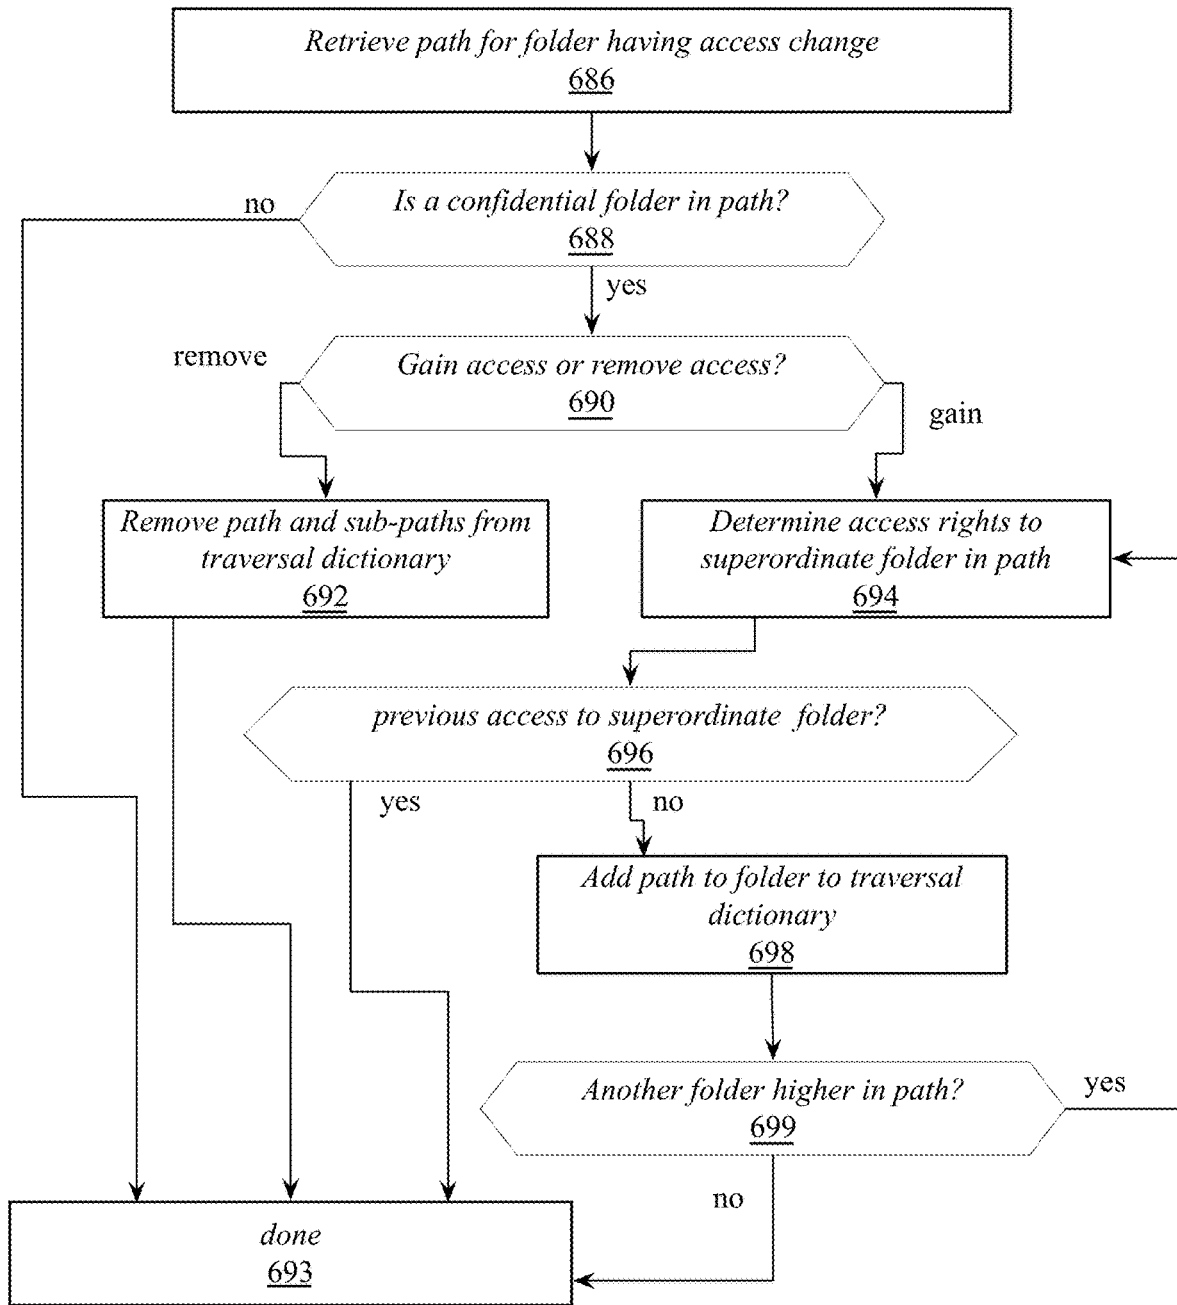 Retrieve path for folder having access change
686
no
Is a confidential folder in path?
688
yes
remove
Gain access or remove access?
690
gain
Remove path and sub-paths from
traversal dictionary
692
Determine access rights to
superordinate folder in path
694
previous access to superordinate folder?
696
yes
no
Add path to folder to traversal
dictionary
698
Another folder higher in path?
699
yes
no
done
693